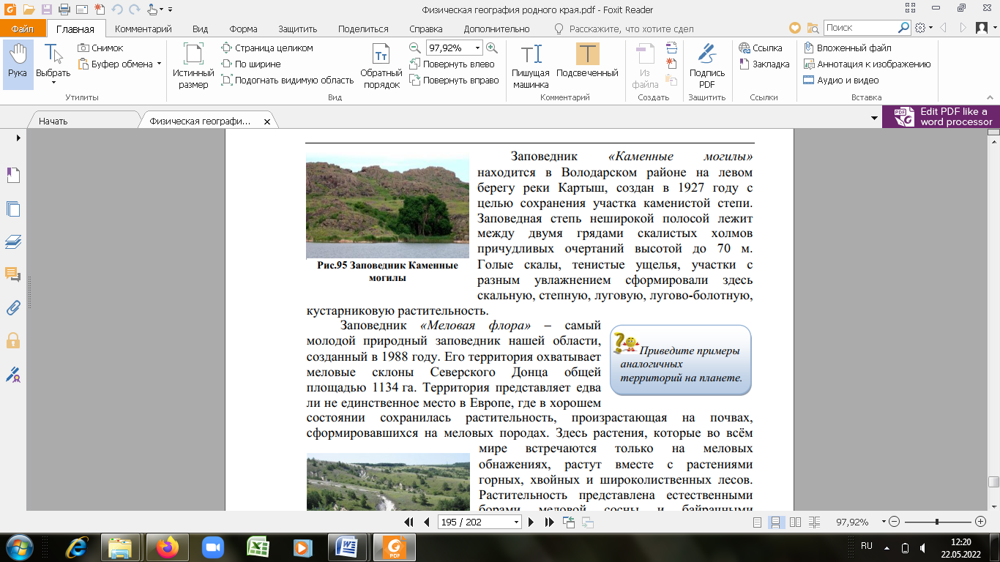 Физическая география родного края.pdf - Foxit Reader
Файл
Главная
Комментарий
Вид
Форма
Защитить
Поделиться
Справка
Дополнительно
Расскажите, что хотите сдел
Поиск
Рука
Выбрать
Снимок
Буфер обмена
Утилиты
Истинный размер
Страница целиком
По ширине
Подогнать видимую область
Обратный порядок
97,92%
Повернуть влево
Повернуть вправо
Вид
Пишущая машинка
Подсвеченный
Комментарий
Из файла
Создать
Подпись PDF
Защитить
Ссылка
Закладка
Ссылки
Вложенный файл
Аннотация к изображению
Аудио и видео
Вставка
Начать
Физическая географи...
Edit PDF like a
word processor
Заповедник «Каменные могилы»
находится в Володарском районе на левом
берегу реки Картыш, создан в 1927 году с
целью сохранения участка каменистой степи.
Заповедная степь неширокой полосой лежит
между двумя грядами скалистых холмов
причудливых очертаний высотой до 70 м.
Голые скалы, тенистые ущелья, участки с
разным увлажнением сформировали здесь
скальную, степную, луговую, лугово-болотную,
кустарниковую растительность.
Рис.95 Заповедник Каменные
могилы
Заповедник «Меловая флора» – самый
молодой природный заповедник нашей области,
созданный в 1988 году. Его территория охватывает
меловые склоны Северского Донца общей
площадью 1134 га. Территория представляет едва
ли не единственное место в Европе, где в хорошем
состоянии сохранилась растительность, произрастающая на почвах,
сформировавшихся на меловых породах. Здесь растения, которые во всём
мире встречаются только на меловых
обнажениях, растут вместе с растениями
горных, хвойных и широколиственных лесов.
Растительность представлена естественными
борами меловой сосны и байрачными
Приведите примеры
аналогичных
территорий на планете.
195 / 202
97,92%
RU
12:20
22.05.2022